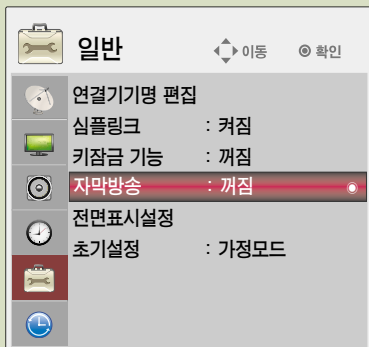 일반 이동 확인
연결기기명 편집
심플링크 : 켜짐
키잠금 기능 : 꺼짐
자막방송 : 꺼짐
전면표시설정
초기설정 : 가정모드